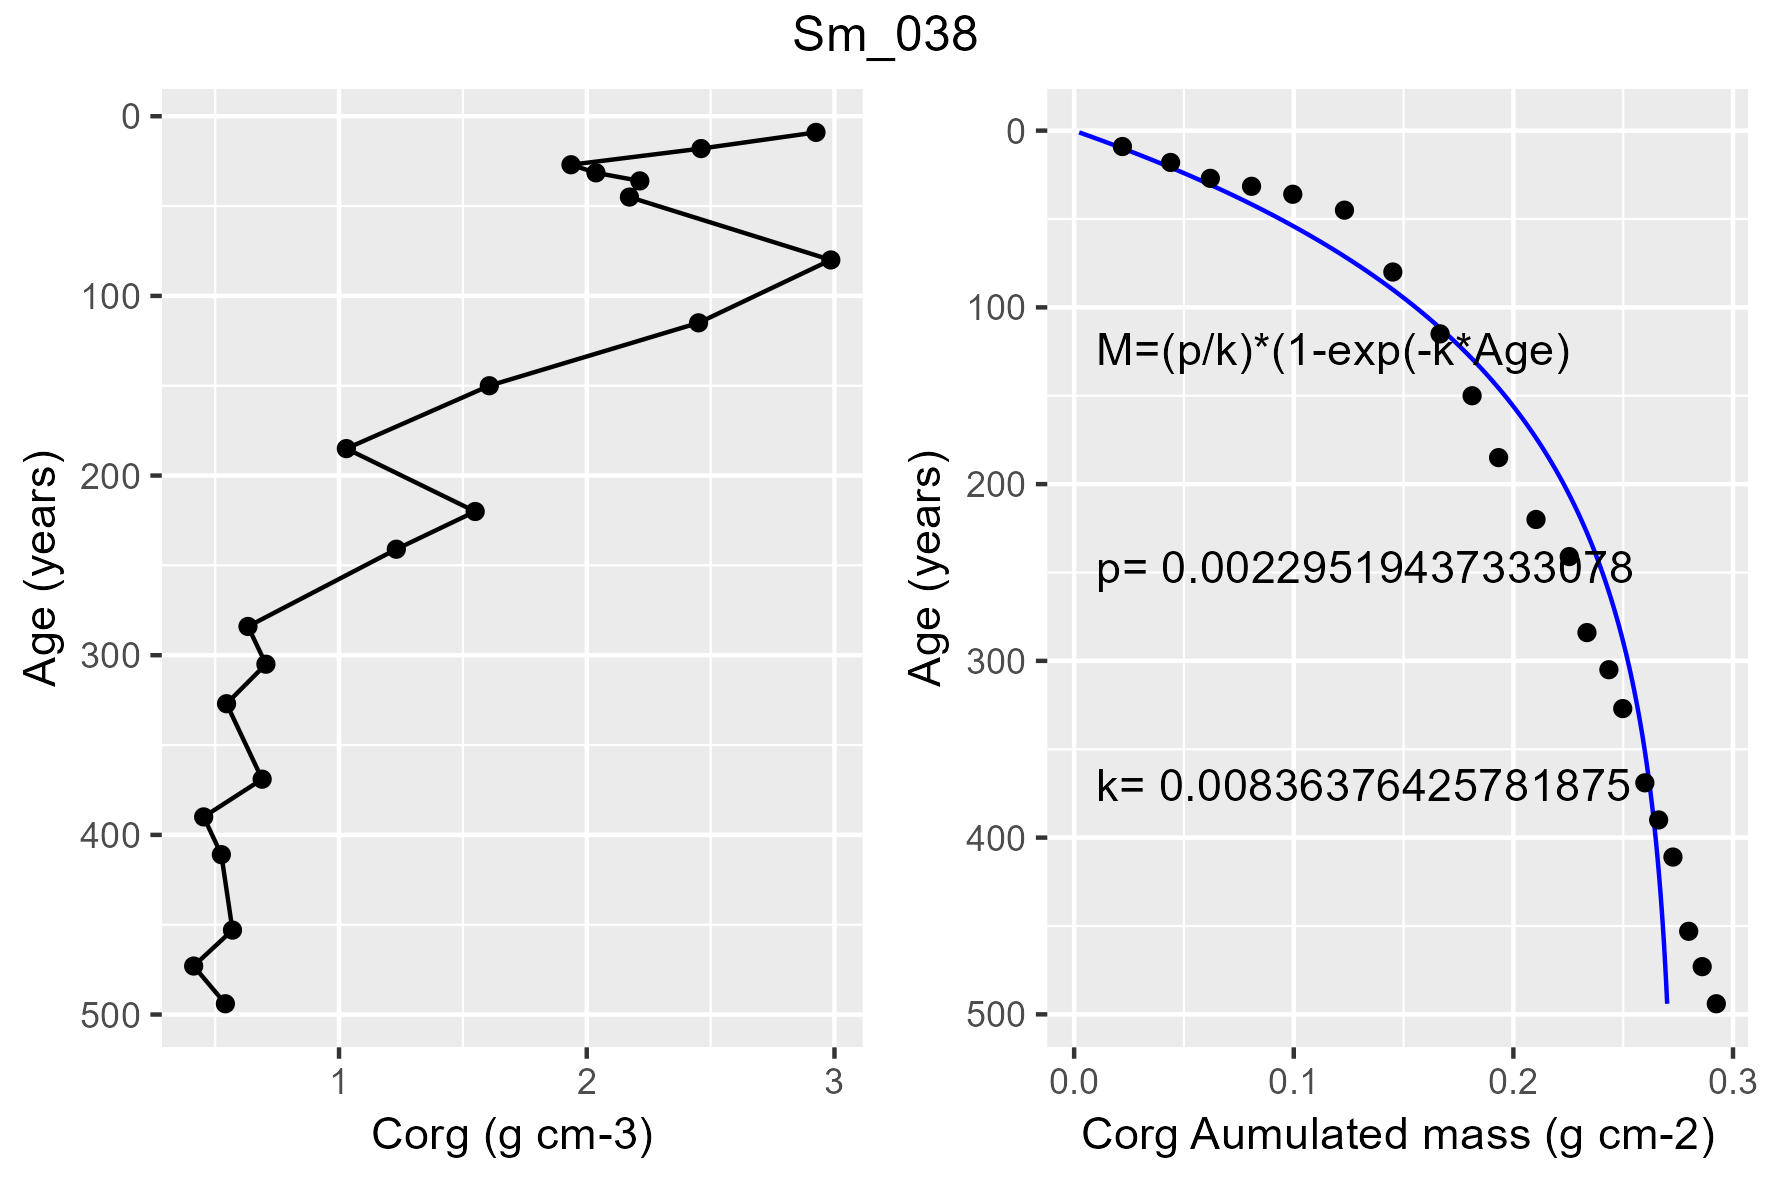 Sm_038
0
100
200
300
400
500
Age (years)
1
2
3
Corg (g cm-3)
0
100
200
300
400
500
Age (years)
M=(p/k)*(1-exp(-k*Age)
p= 0.00229519437333078
k= 0.00836376425781875
0.0
0.1
0.2
0.3
Corg Aumulated mass (g cm-2)